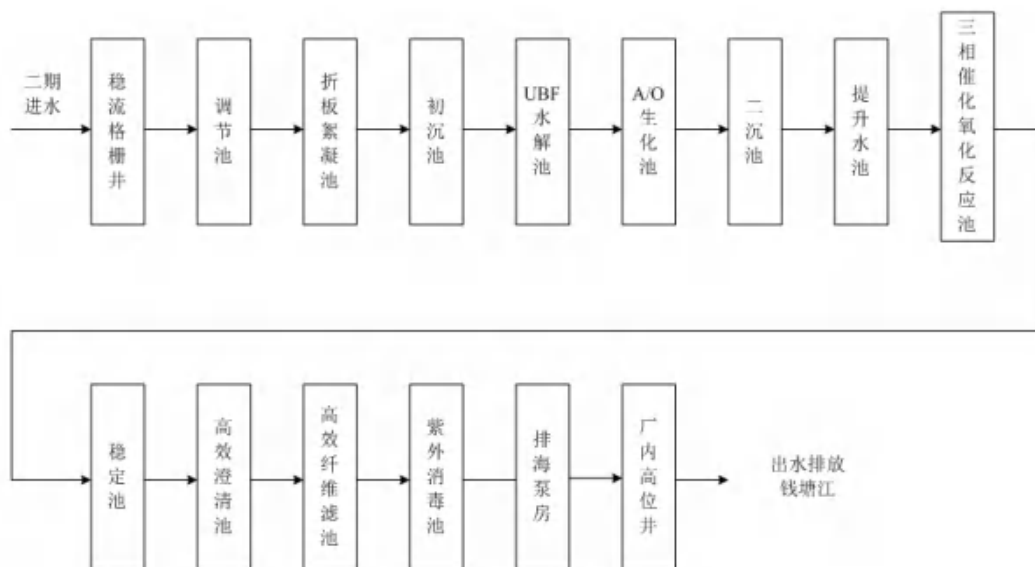 二期
进水
稳流格栅井
调节池
折板絮凝池
初沉池
UBF
水解池
A/O
生化池
二沉池
提升水池
三相催化氧化反应池
稳定池
高效澄清池
高效纤维滤池
紫外消毒池
排海泵房
厂内高位井
出水排放
钱塘江